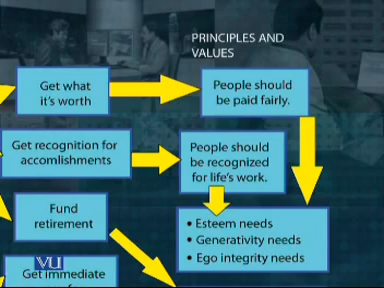 PRINCIPLES AND
VALUES
Get what
it's worth
People should
be paid fairly.
Get recognition for
accomlishments
People should
be recognized
for life's work.
Fund
retirement
• Esteem needs
• Generativity needs
• Ego integrity needs
VU
Get immediate